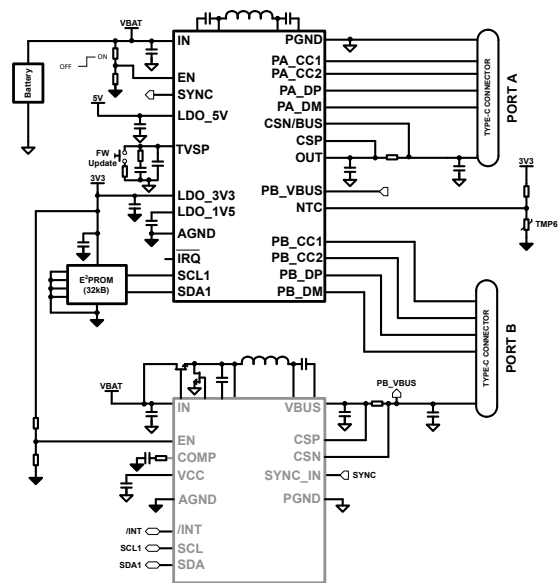 VBAT
IN
PGND
OFF
ON
EN
PA_CC1
PA_CC2
Battery
SYNC
PA_DP
PA_DM
5V
LDO_5V
CSN/BUS
CSP
TYPE-C CONNECTOR
PORT A
FW
Update
TVSP
OUT
3V3
PB_VBUS
3V3
LDO_3V3
NTC
LDO_1V5
TMP6
AGND
PB_CC1
IRQ
PB_CC2
E²PROM
(32kB)
SCL1
PB_DP
SDA1
PB_DM
TYPE-C CONNECTOR
PORT B
VBAT
PB_VBUS
IN
VBUS
EN
CSP
COMP
CSN
VCC
SYNC_IN
SYNC
AGND
PGND
/INT
/INT
SCL1
SCL
SDA1
SDA